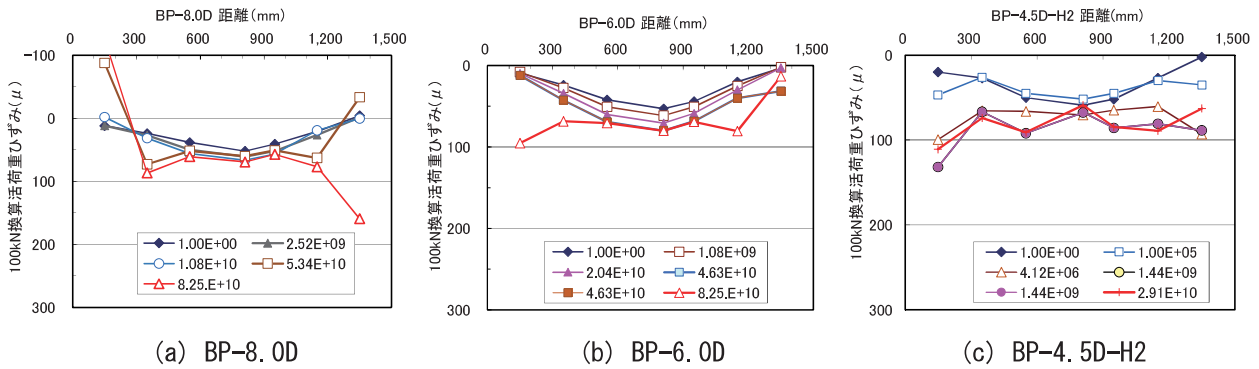 BP-8.0D 距離(mm)
0 300 600 900 1,200 1,500
100kN換算活荷重ひずみ(μ)
-100
0
100
200
300
1.00E+00 2.52E+09
1.08E+10 5.34E+10
8.25.E+10
(a) BP-8.0D
BP-6.0D 距離(mm)
0 300 600 900 1,200 1,500
100kN換算活荷重ひずみ(μ)
0
100
200
300
1.00E+00 1.08E+09
2.04E+10 4.63E+10
4.63E+10 8.25E+10
(b) BP-6.0D
BP-4.5D-H2 距離(mm)
0 300 600 900 1,200 1,500
100kN換算活荷重ひずみ(μ)
0
100
200
300
1.00E+00 1.00E+05
4.12E+06 1.44E+09
1.44E+09 2.91E+10
(c) BP-4.5D-H2